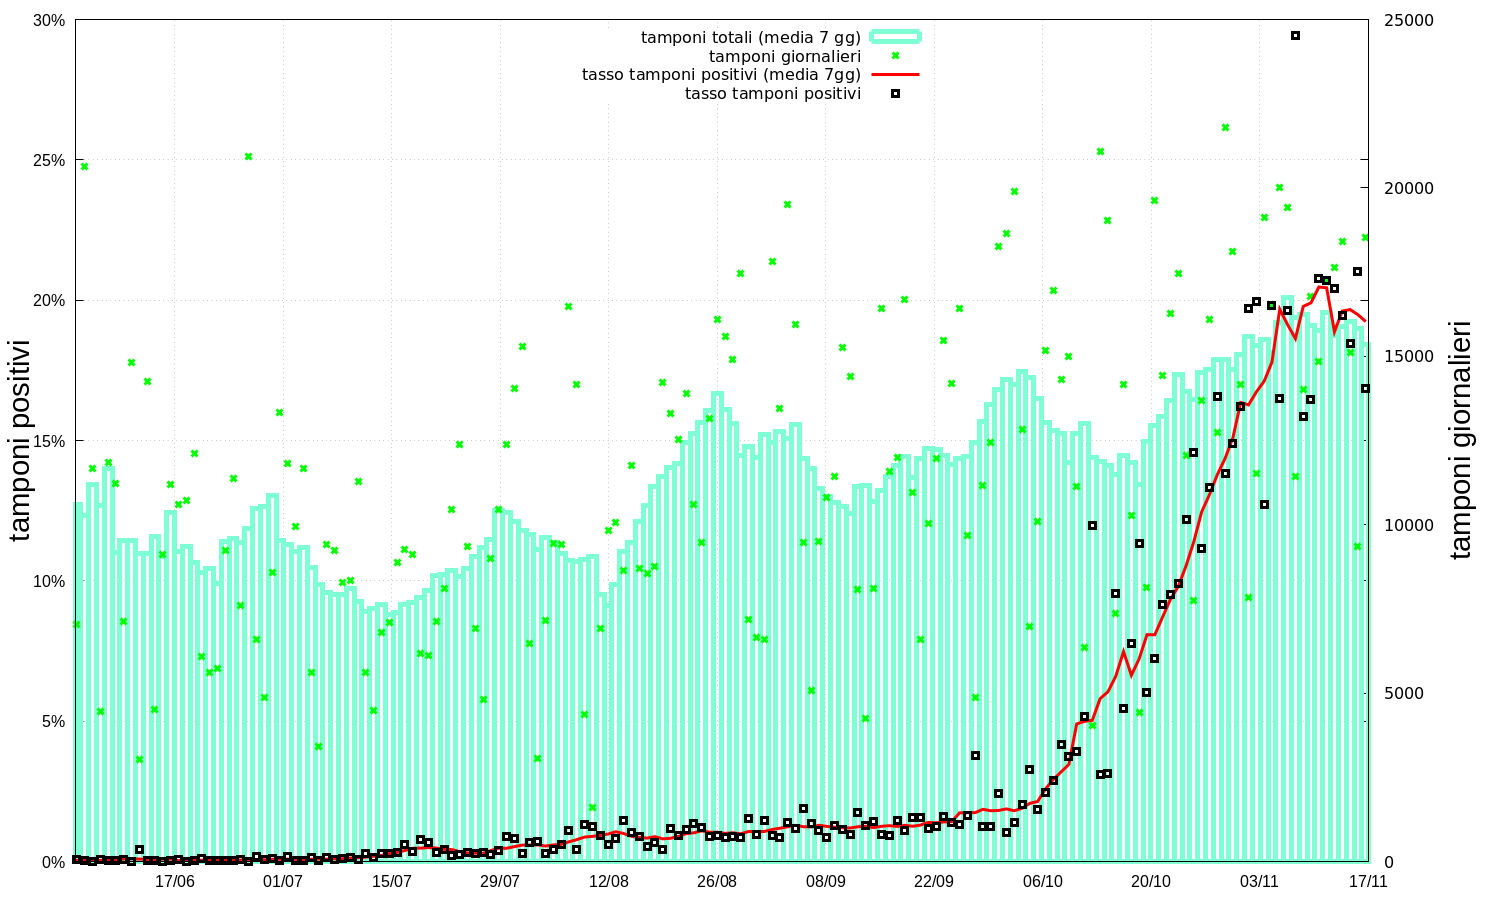 30%
25000
tamponi totali (media 7 gg)
tamponi giornalieri
tasso tamponi positivi (media 7gg)
tasso tamponi positivi
25%
20000
20%
15000
15%
10000
10%
5000
5%
0%
0
tamponi positivi
tamponi giornalieri
17/06 01/07 15/07 29/07 12/08 26/08 08/09 22/09 06/10 20/10 03/11 17/11